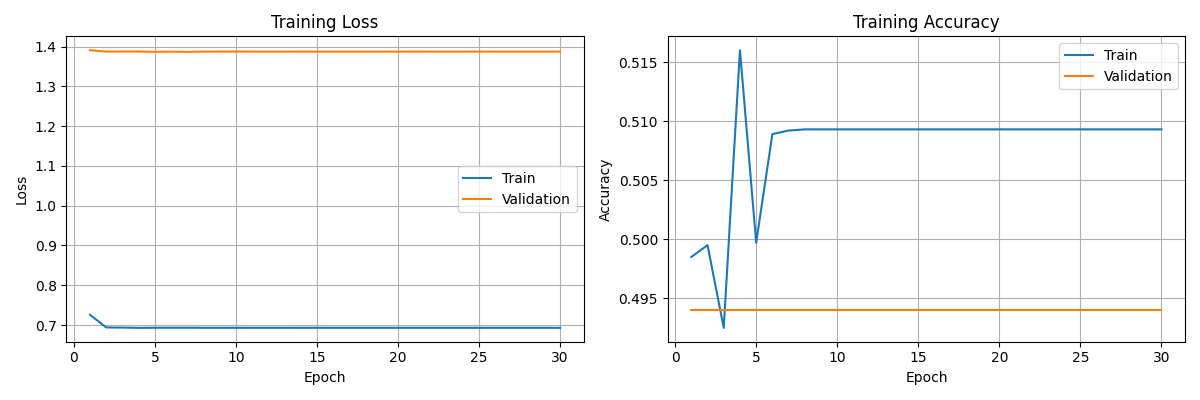 Training Loss
1.4
1.3
1.2
1.1
1.0
0.9
0.8
0.7
Loss
0 5 10 15 20 25 30
Epoch
Train
Validation
Training Accuracy
0.515
0.510
0.505
0.500
0.495
Accuracy
0 5 10 15 20 25 30
Epoch
Train
Validation